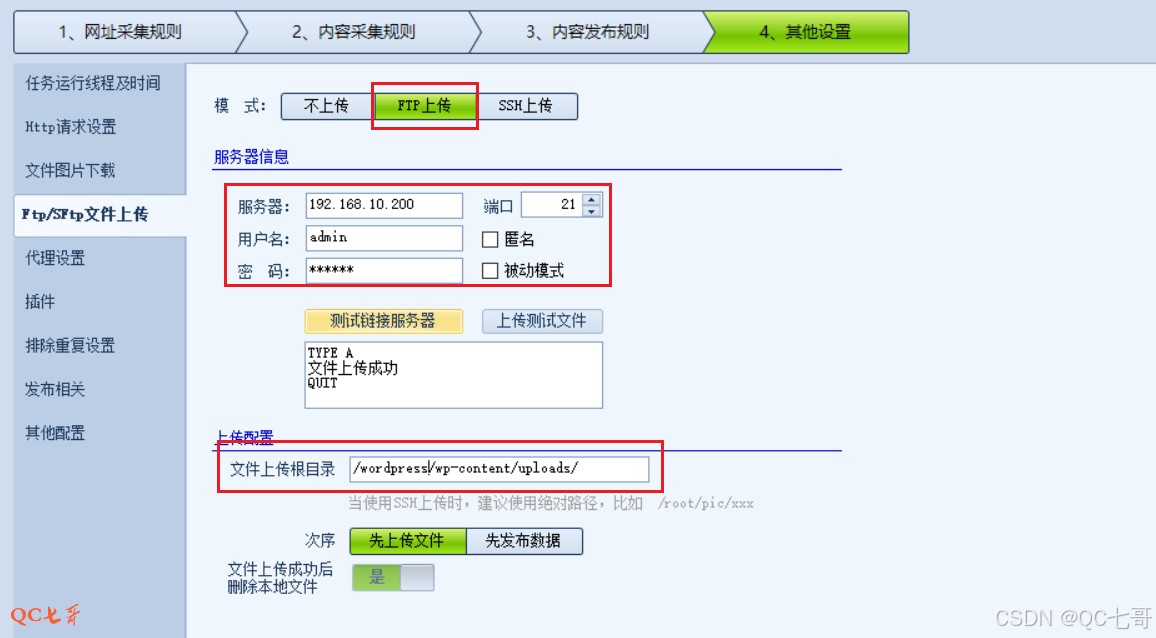 1、网址采集规则 2、内容采集规则 3、内容发布规则 4、其他设置
任务运行线程及时间
Http请求设置
文件图片下载
Ftp/SFtp文件上传
代理设置
插件
排除重复设置
发布相关
其他配置
模 式: 不上传 FTP上传 SSH上传
服务器信息
服务器: 192.168.10.200 端口 21
用户名: admin 匿名
密 码: ****** 被动模式
测试链接服务器 上传测试文件
TYPE A
文件上传成功
QUIT
上传配置
文件上传根目录 /wordpress/wp-content/uploads/
当使用SSH上传时，建议使用绝对路径，比如 /root/pic/xxx
次序 先上传文件 先发布数据
文件上传成功后
删除本地文件 是
QC七哥
CSDN @QC七哥